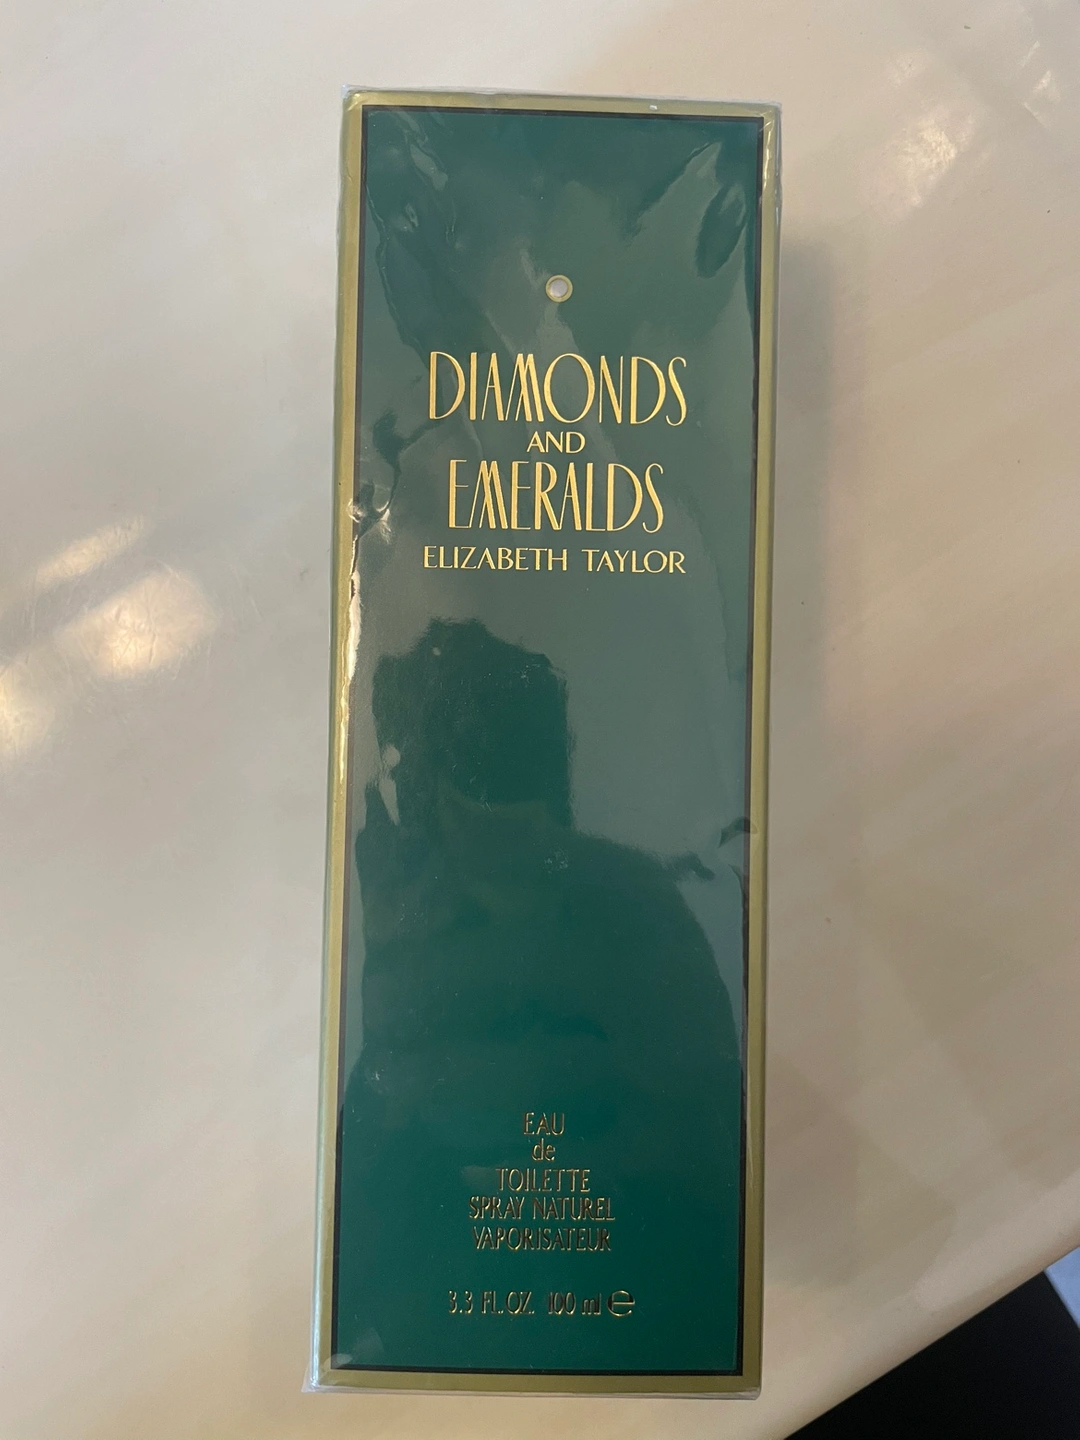 DIAMONDS
AND
EMERALDS
ELIZABETH TAYLOR
EAU
de
TOILETTE
SPRAY NATUREL
VAPORISATEUR
3.3 FL. OZ. 100 ml ℮